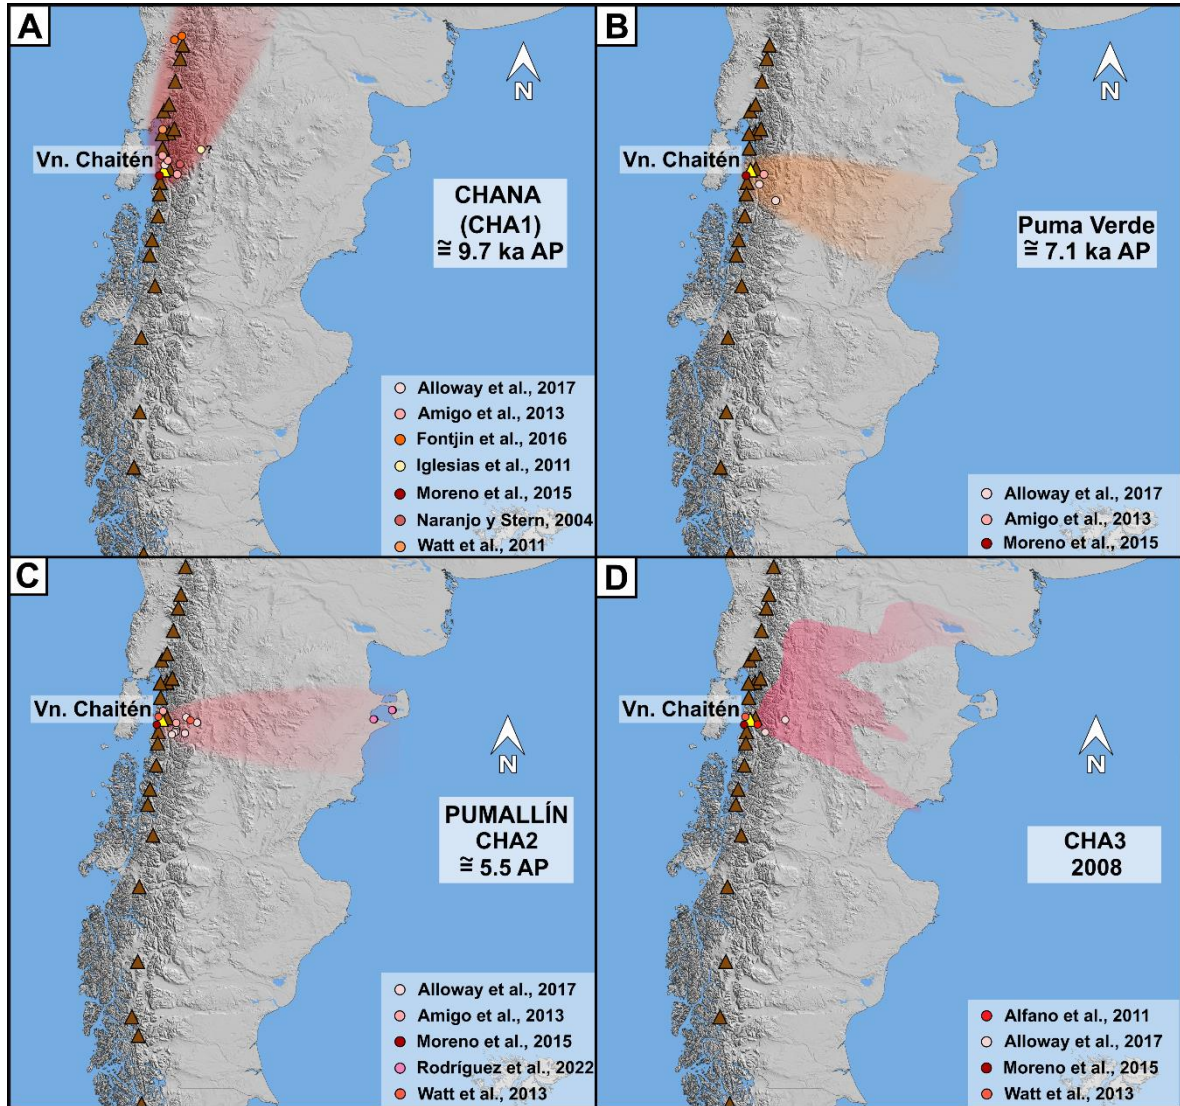 A
N
Vn. Chaitén
?
CHANA
(CHA1)
≅ 9.7 ka AP
Alloway et al., 2017
Amigo et al., 2013
Fontjin et al., 2016
Iglesias et al., 2011
Moreno et al., 2015
Naranjo y Stern, 2004
Watt et al., 2011
B
N
Vn. Chaitén
Puma Verde
≅ 7.1 ka AP
Alloway et al., 2017
Amigo et al., 2013
Moreno et al., 2015
C
Vn. Chaitén
N
PUMALLÍN
CHA2
≅ 5.5 AP
Alloway et al., 2017
Amigo et al., 2013
Moreno et al., 2015
Rodríguez et al., 2022
Watt et al., 2013
D
Vn. Chaitén
N
CHA3
2008
Alfano et al., 2011
Alloway et al., 2017
Moreno et al., 2015
Watt et al., 2013